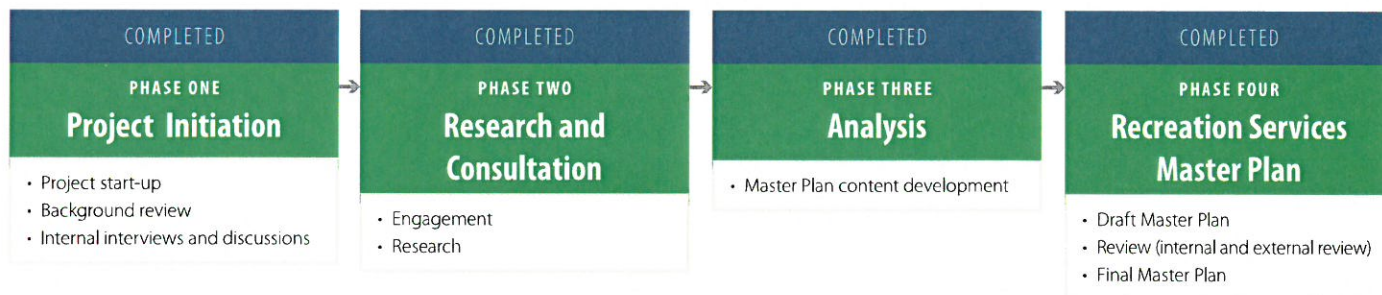 COMPLETED
PHASE ONE
Project Initiation
• Project start-up
• Background review
• Internal interviews and discussions
COMPLETED
PHASE TWO
Research and
Consultation
• Engagement
• Research
COMPLETED
PHASE THREE
Analysis
• Master Plan content development
COMPLETED
PHASE FOUR
Recreation Services
Master Plan
• Draft Master Plan
• Review (internal and external review)
• Final Master Plan